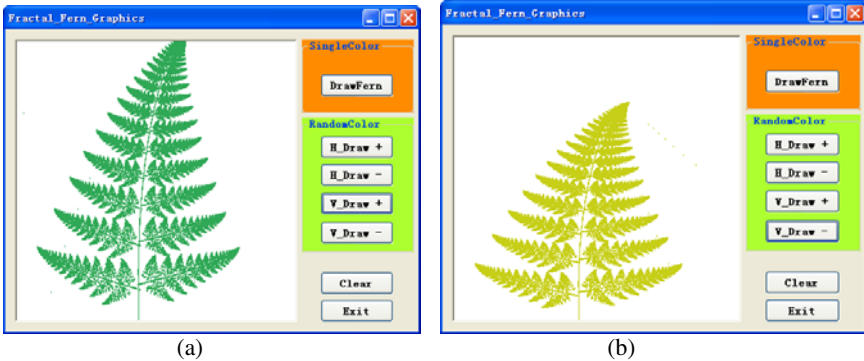 Fractal_Fern_Graphics
SingleColor
DrawFern
RandomColor
H_Draw +
H_Draw -
V_Draw +
V_Draw -
Clear
Exit
(a)
Fractal_Fern_Graphics
SingleColor
DrawFern
RandomColor
H_Draw +
H_Draw -
V_Draw +
V_Draw -
Clear
Exit
(b)